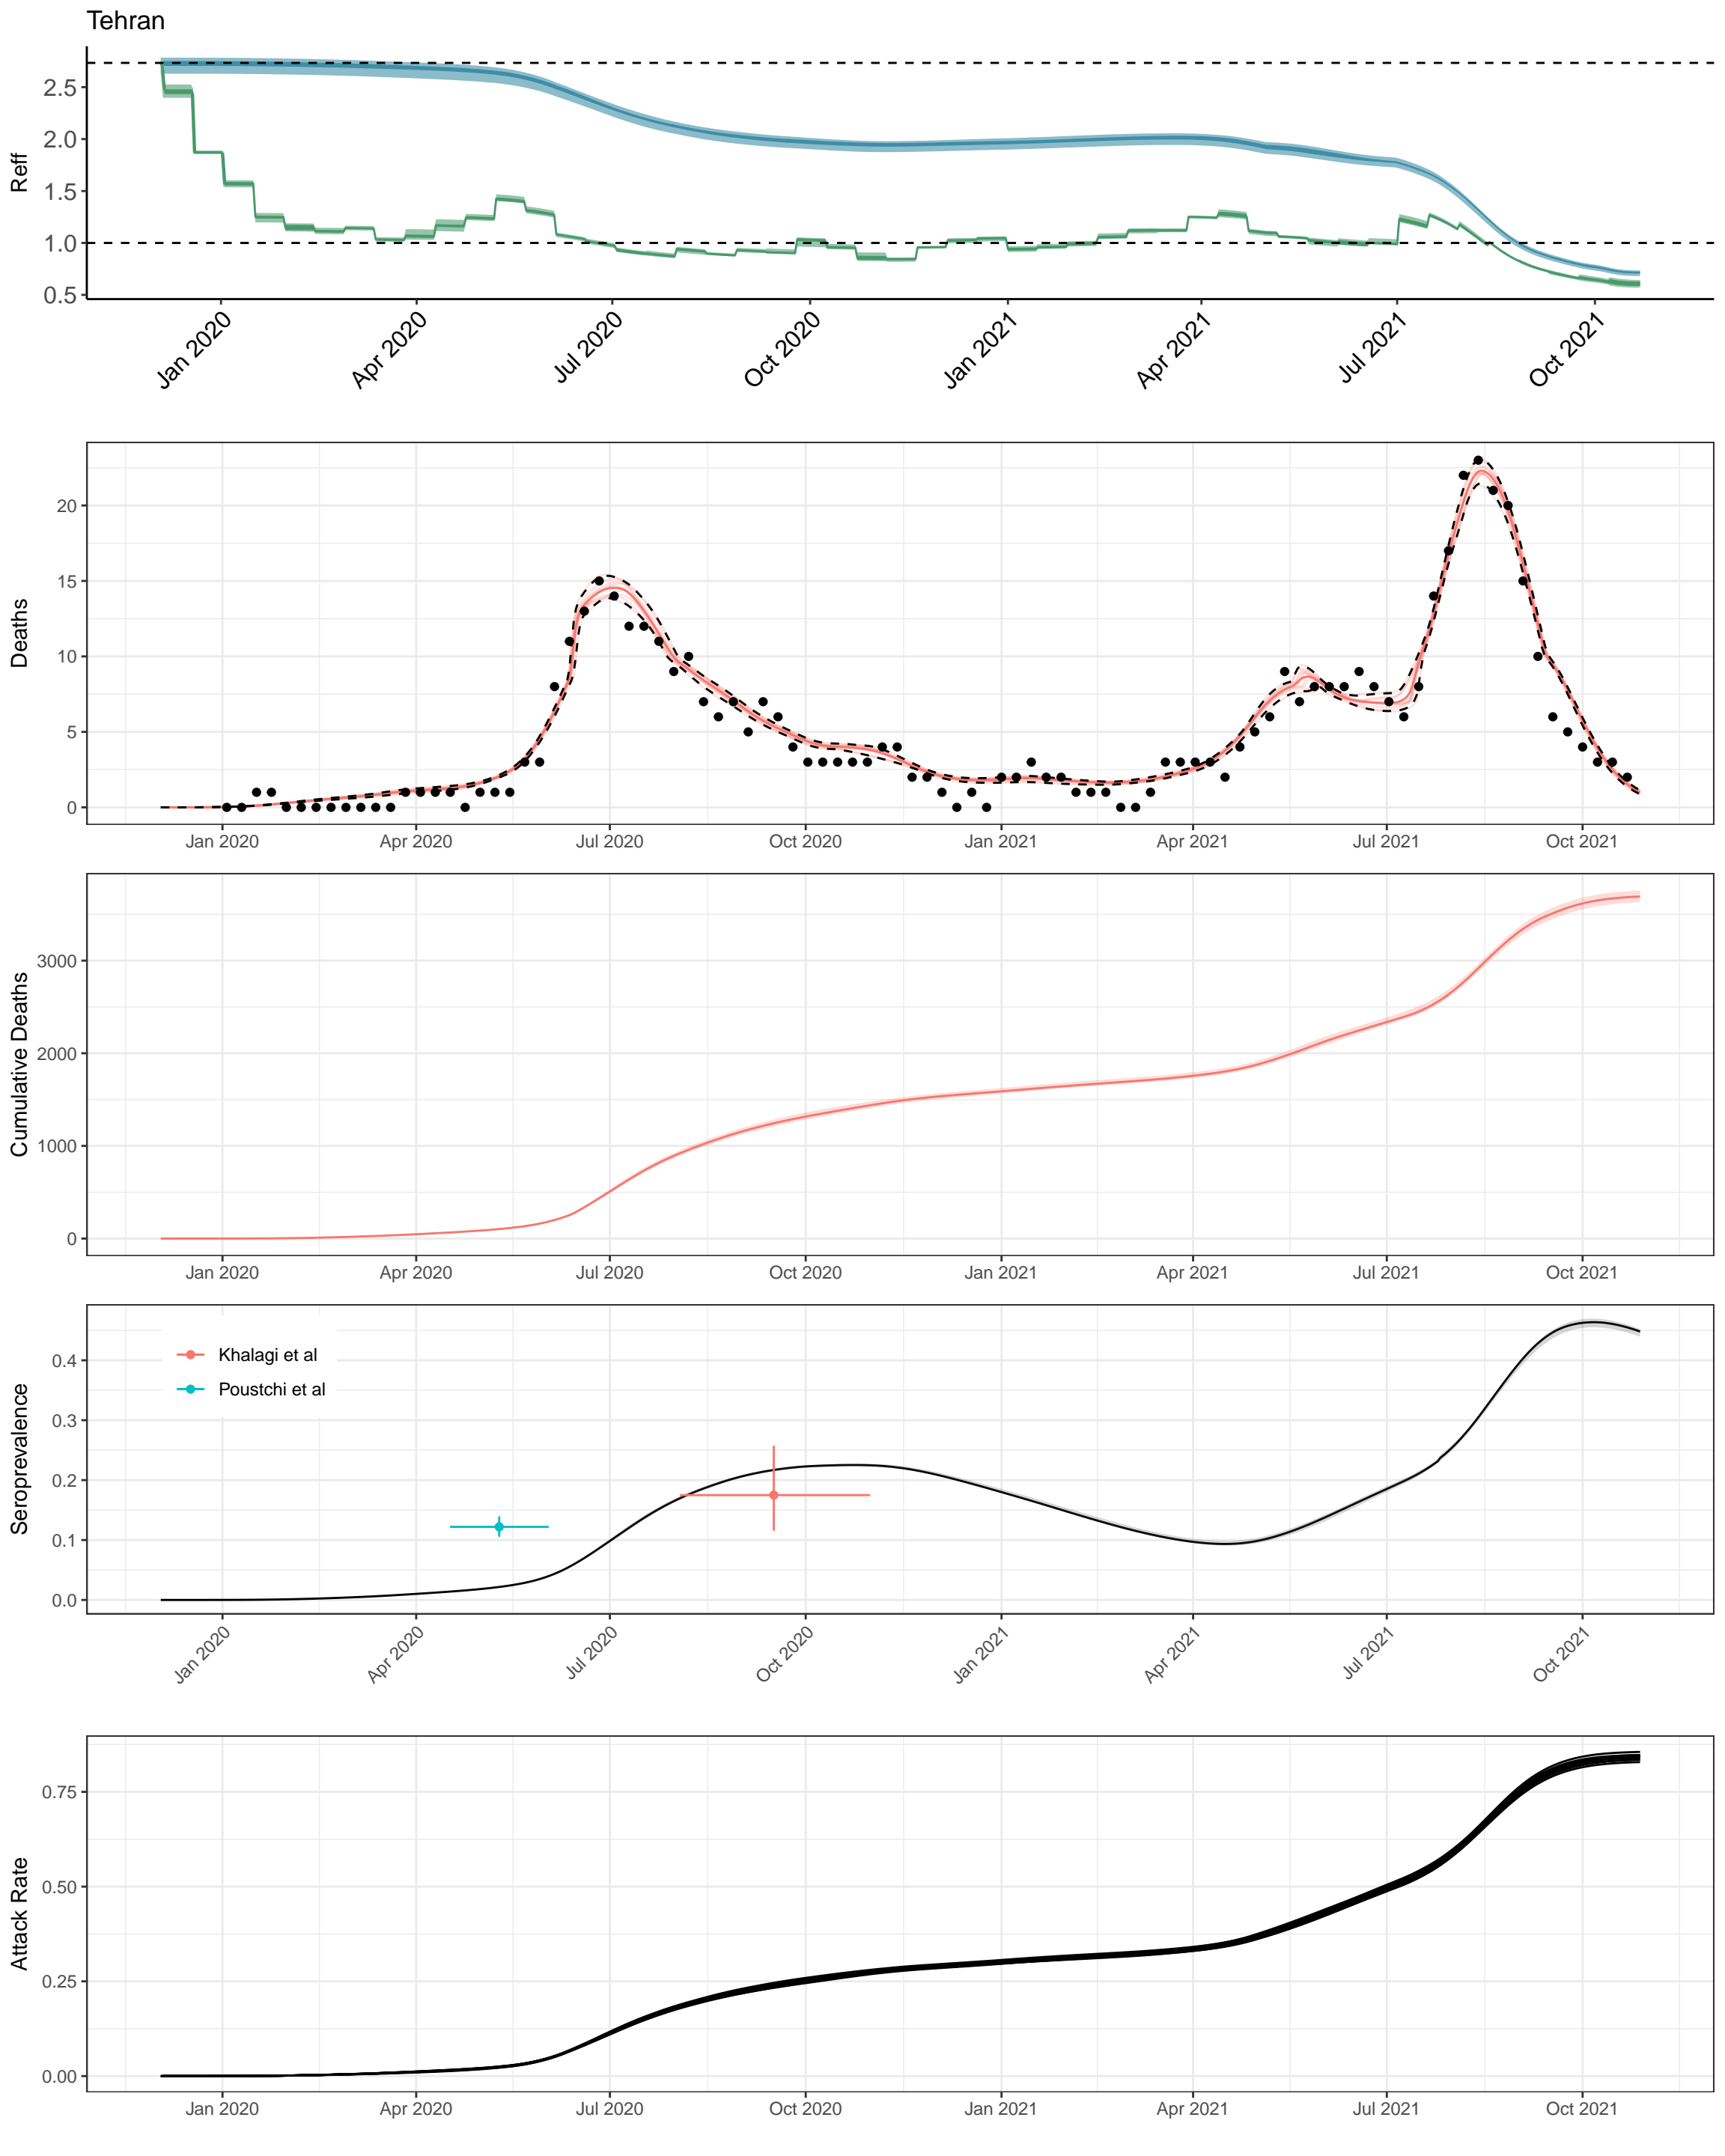 Tehran
Reff
2.5
2.0
1.5
1.0
0.5
Jan 2020
Apr 2020
Jul 2020
Oct 2020
Jan 2021
Apr 2021
Jul 2021
Oct 2021
Deaths
20
15
10
5
0
Jan 2020
Apr 2020
Jul 2020
Oct 2020
Jan 2021
Apr 2021
Jul 2021
Oct 2021
Cumulative Deaths
3000
2000
1000
0
Jan 2020
Apr 2020
Jul 2020
Oct 2020
Jan 2021
Apr 2021
Jul 2021
Oct 2021
Seroprevalence
0.4
0.3
0.2
0.1
0.0
Khalagi et al
Poustchi et al
Jan 2020
Apr 2020
Jul 2020
Oct 2020
Jan 2021
Apr 2021
Jul 2021
Oct 2021
Attack Rate
0.75
0.50
0.25
0.00
Jan 2020
Apr 2020
Jul 2020
Oct 2020
Jan 2021
Apr 2021
Jul 2021
Oct 2021